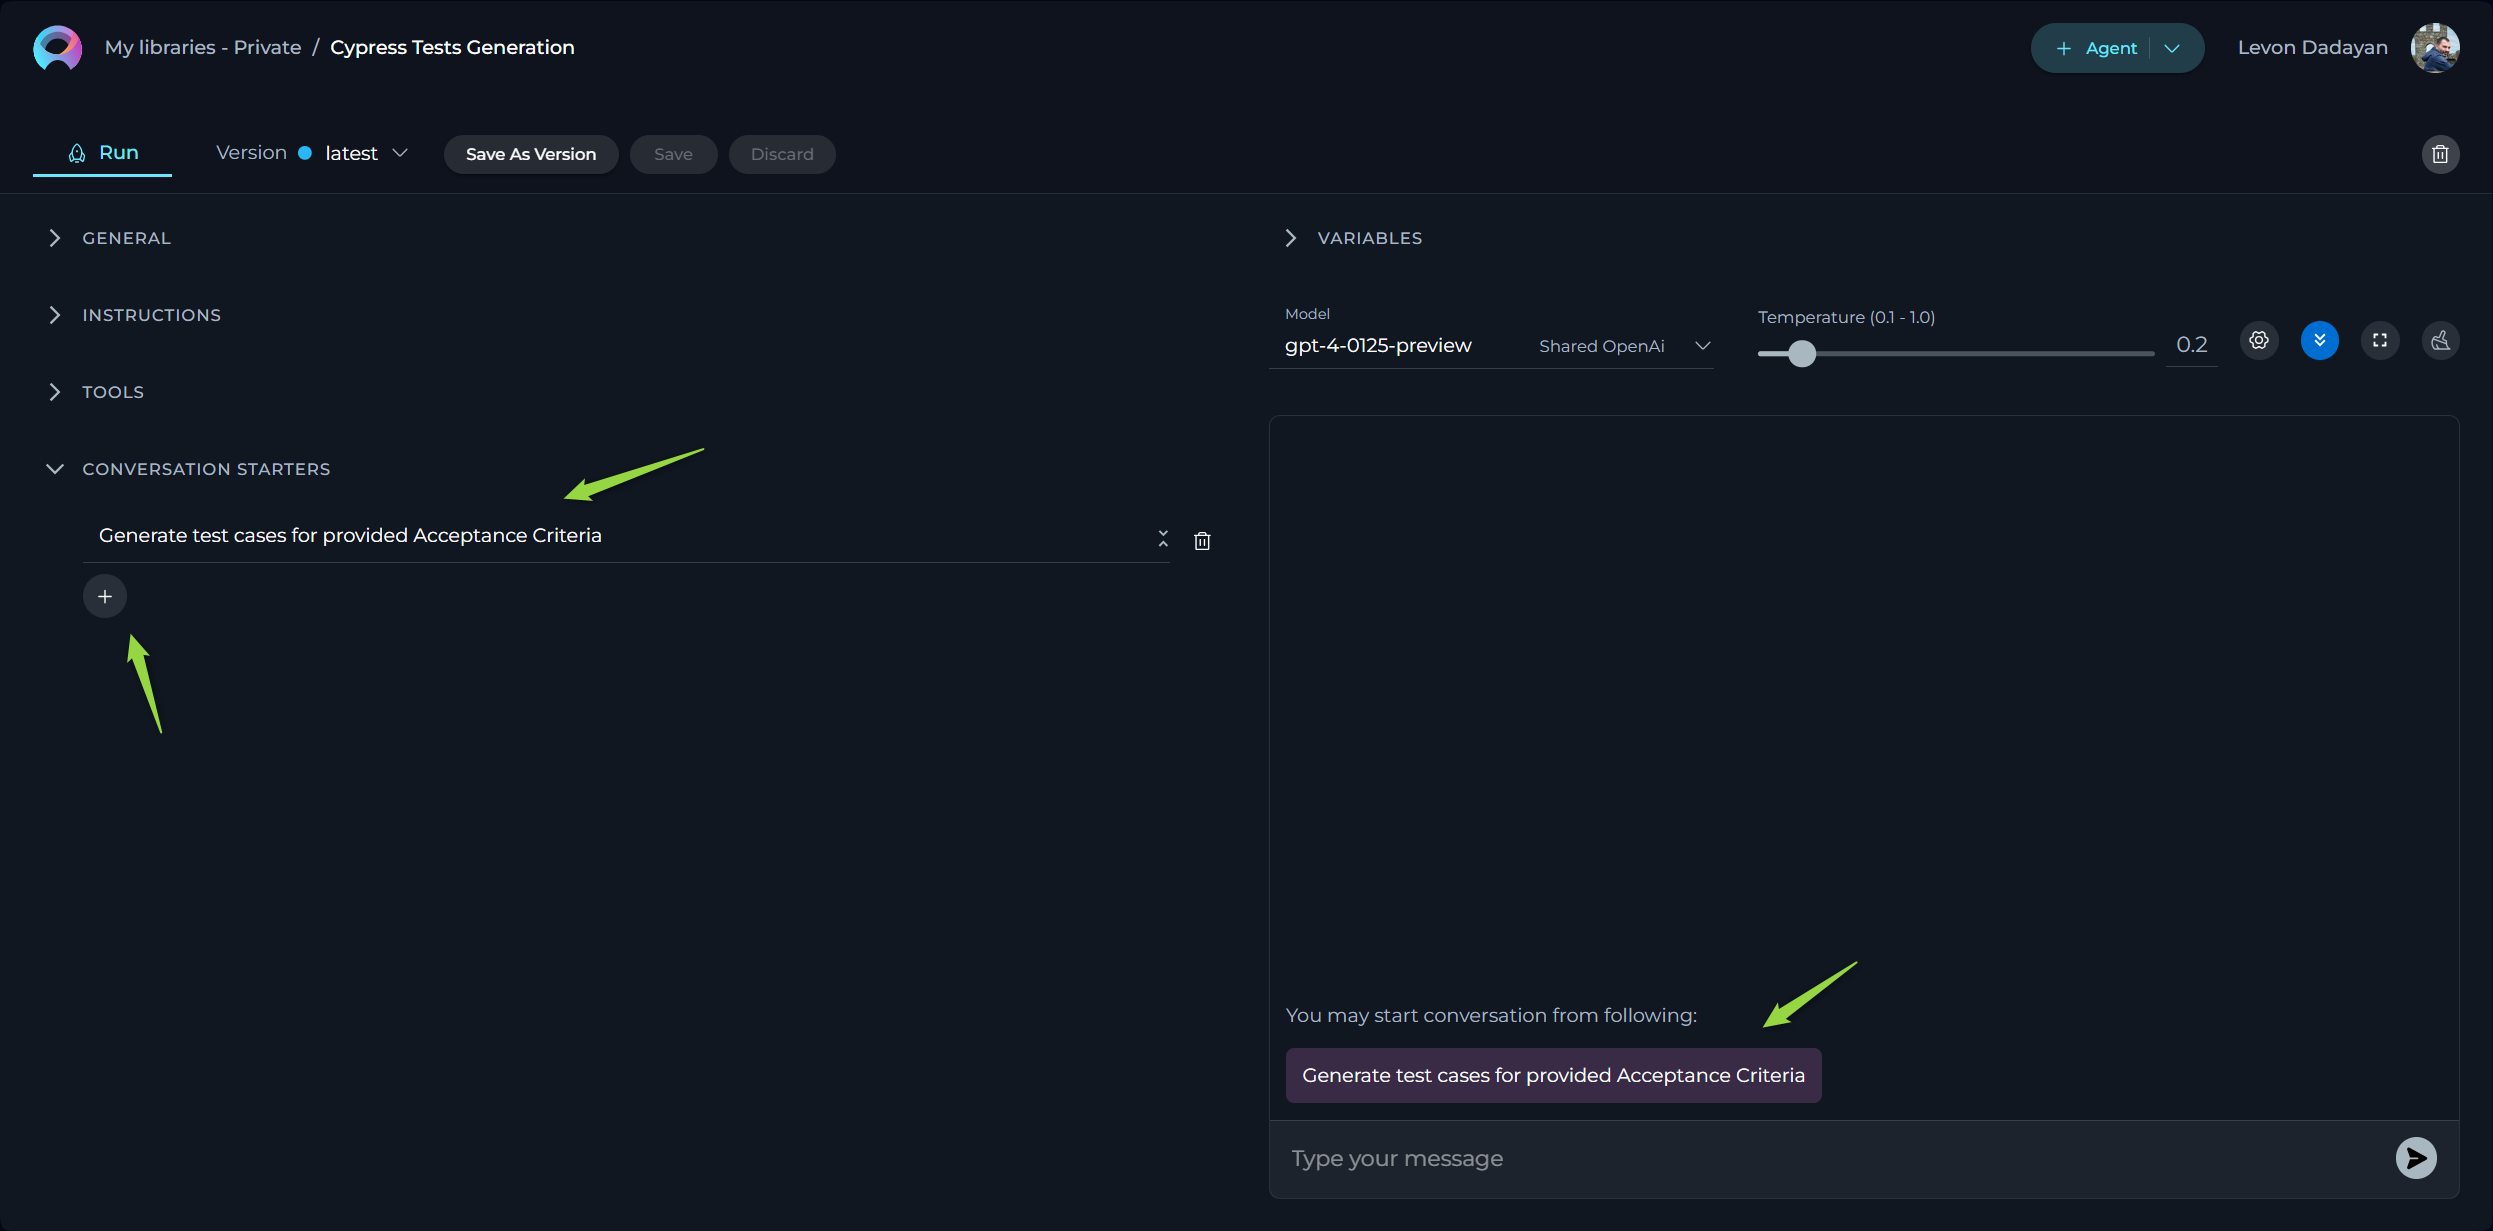 My libraries - Private / Cypress Tests Generation
Agent
Levon Dadayan
Run
Version latest
Save As Version
Save
Discard
GENERAL
INSTRUCTIONS
TOOLS
CONVERSATION STARTERS
Generate test cases for provided Acceptance Criteria
VARIABLES
Model
gpt-4-0125-preview Shared OpenAi
Temperature (0.1 - 1.0)
0.2
You may start conversation from following:
Generate test cases for provided Acceptance Criteria
Type your message